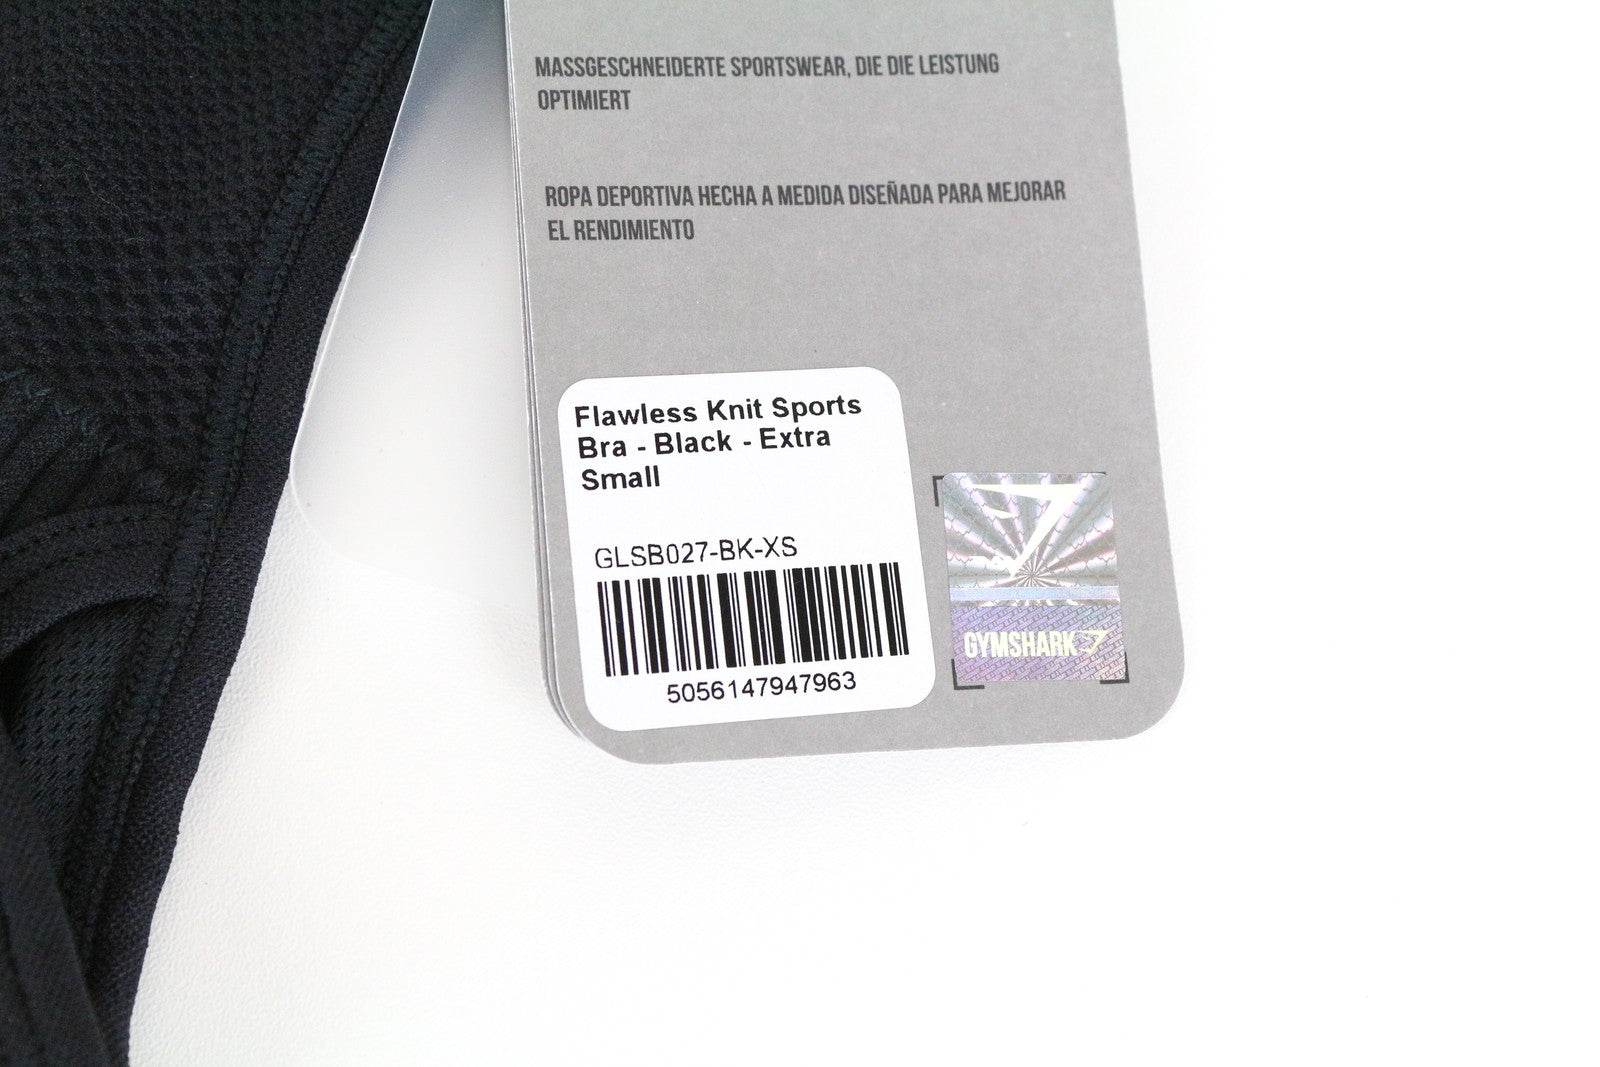 MASSGESCHNEIDERTE SPORTSWEAR, DIE DIE LEISTUNG
OPTIMIERT
ROPA DEPORTIVA HECHA A MEDIDA DISEÑADA PARA MEJORAR
EL RENDIMIENTO
Flawless Knit Sports
Bra - Black - Extra
Small
GLSB027-BK-XS
5056147947963
GYMSHARK